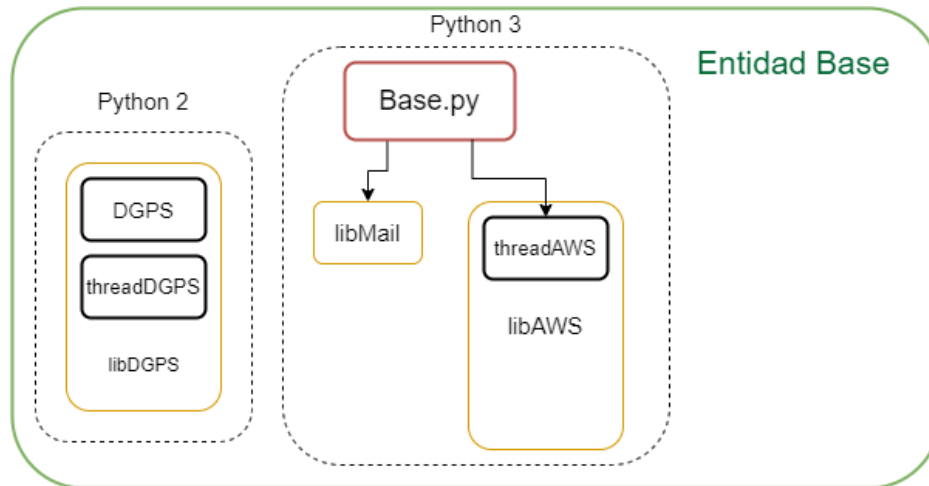 Python 3
Entidad Base
Base.py
Python 2
DGPS
threadDGPS
libDGPS
libMail
threadAWS
libAWS